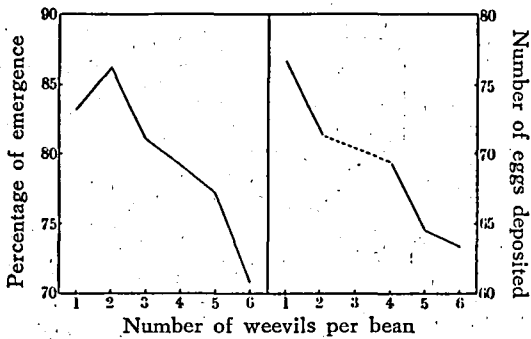 Percentage of emergence
90
85
80
75
70
1 2 3 4 5 6
1 2 3 4 5 6
80
75
70
65
60
Number of eggs deposited
Number of weevils per bean